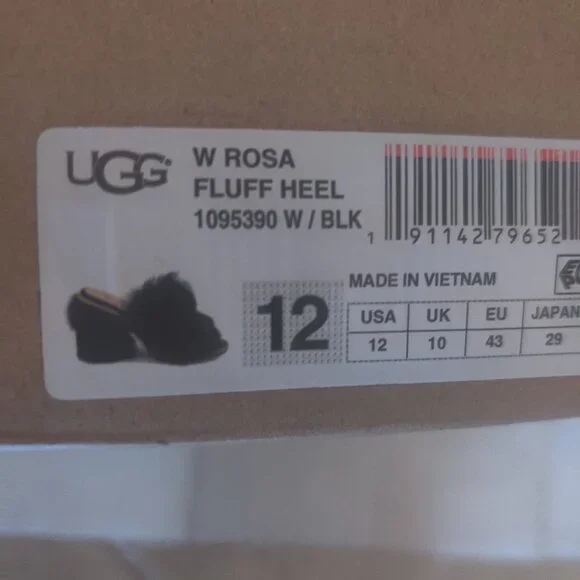 UGG®
W ROSA
FLUFF HEEL
1095390 W / BLK
1 91142 79652
MADE IN VIETNAM
12
USA UK EU JAPAN
12 10 43 29